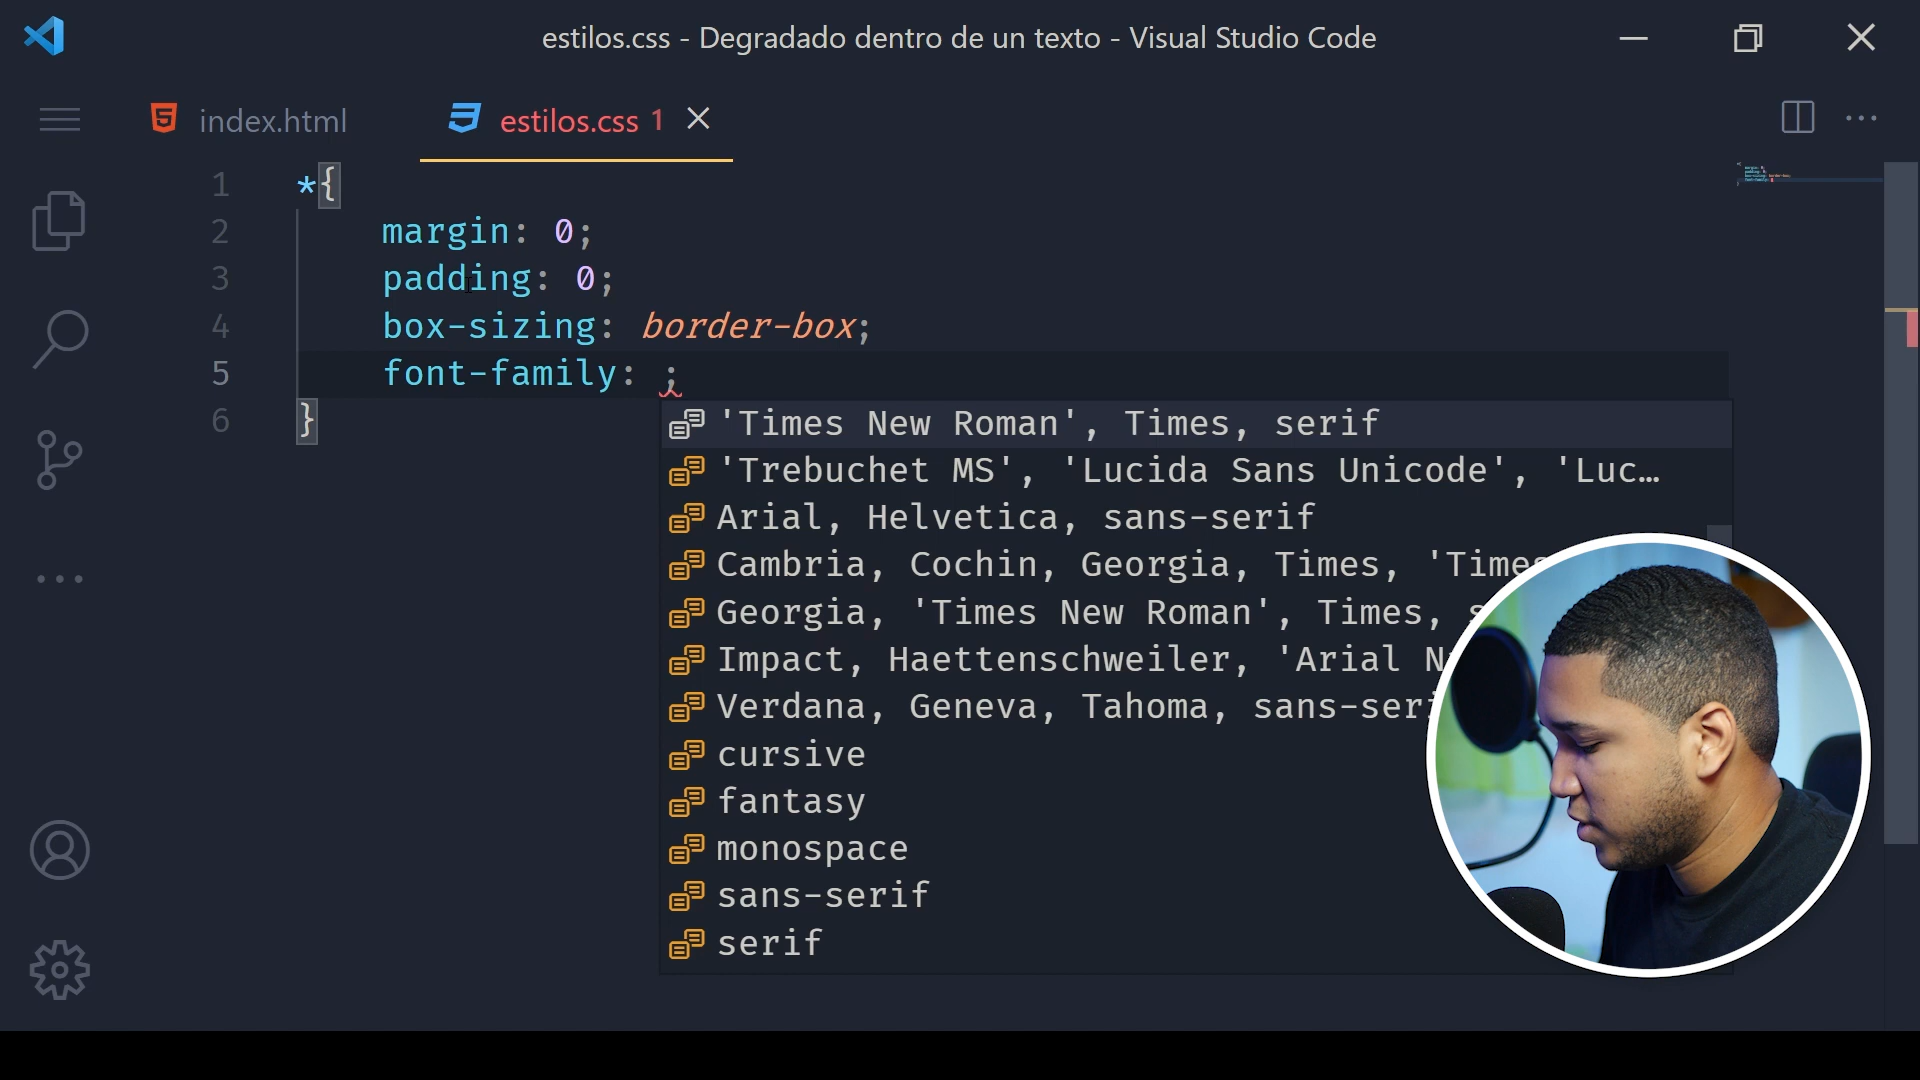 estilos.css - Degradado dentro de un texto - Visual Studio Code
index.html
estilos.css 1
1 *{
2 margin: 0;
3 padding: 0;
4 box-sizing: border-box;
5 font-family: ;
6 }
'Times New Roman', Times, serif
'Trebuchet MS', 'Lucida Sans Unicode', 'Luc…
Arial, Helvetica, sans-serif
Cambria, Cochin, Georgia, Times, 'Times
Georgia, 'Times New Roman', Times, s
Impact, Haettenschweiler, 'Arial N
Verdana, Geneva, Tahoma, sans-seri
cursive
fantasy
monospace
sans-serif
serif